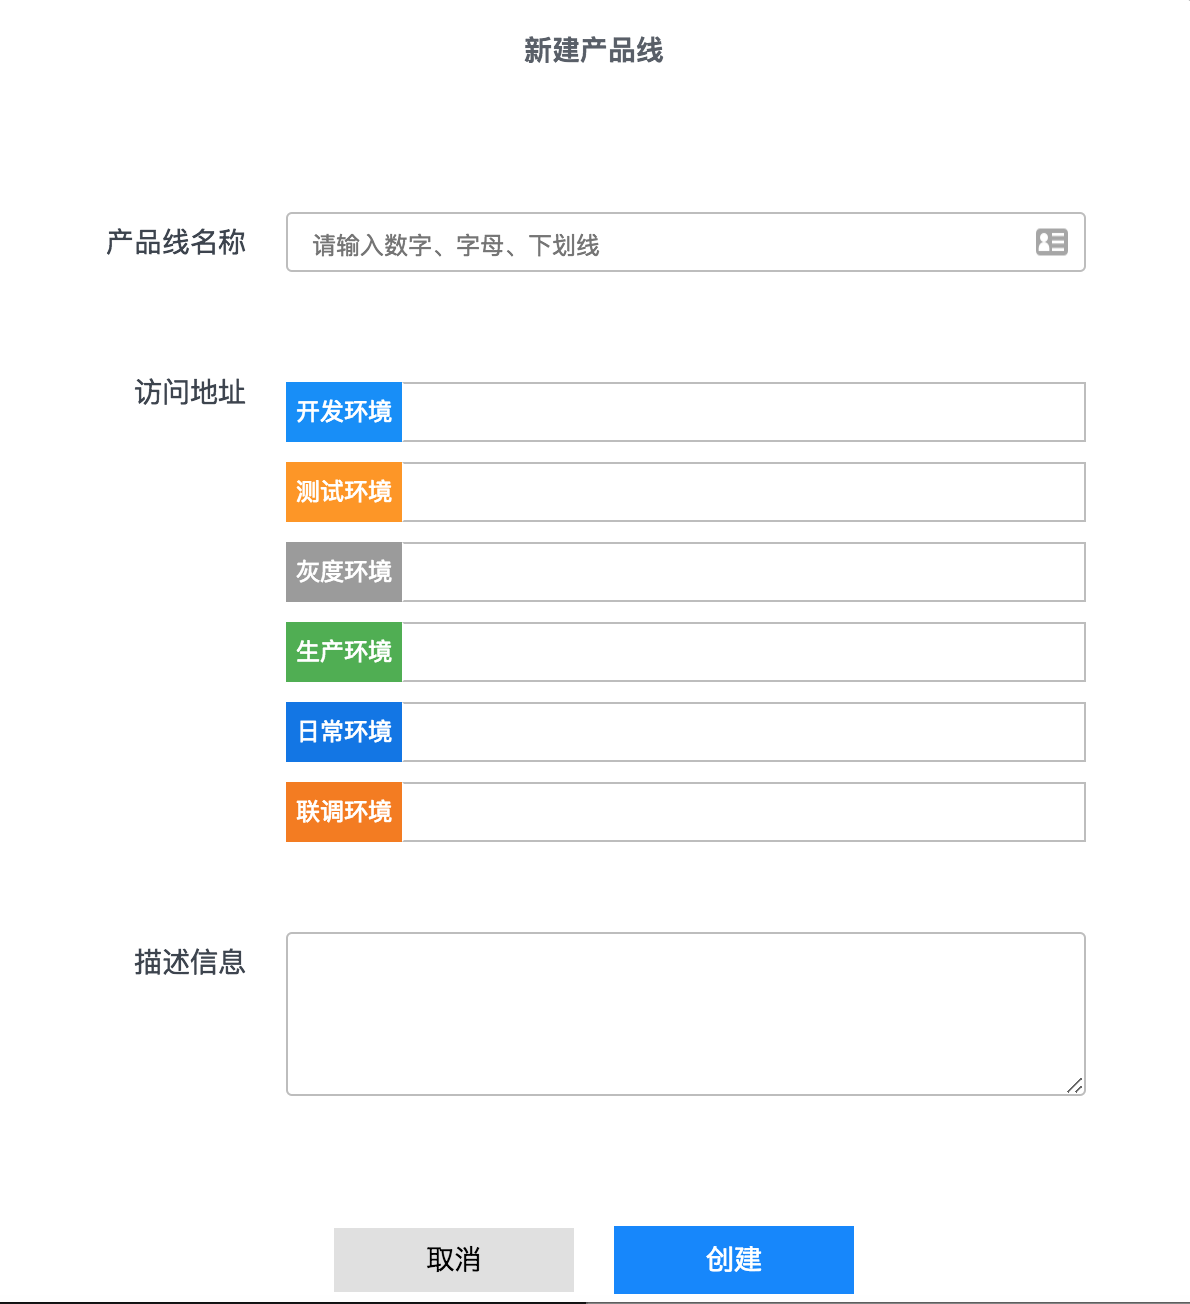 新建产品线
产品线名称
请输入数字、字母、下划线
访问地址
开发环境
测试环境
灰度环境
生产环境
日常环境
联调环境
描述信息
取消
创建